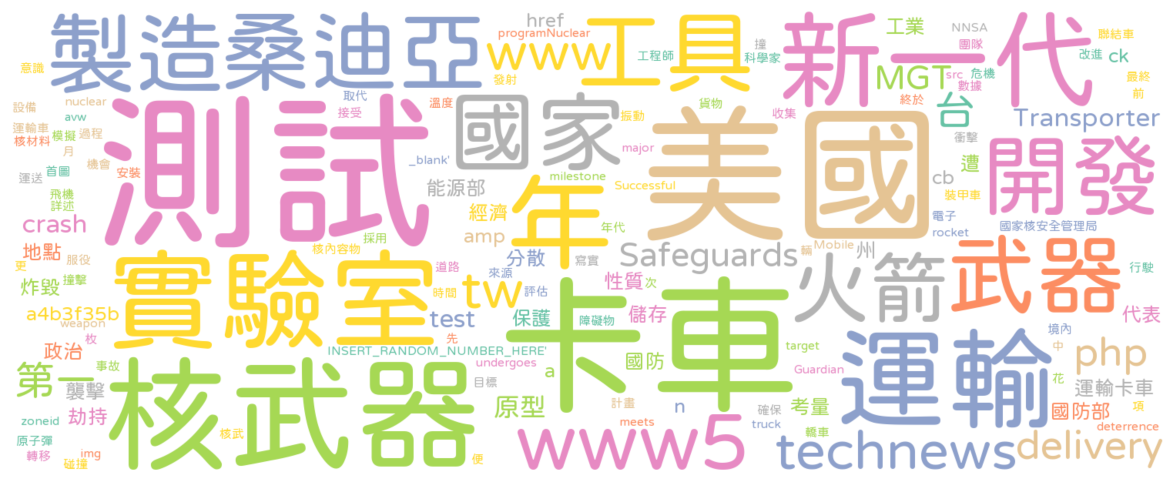 href
programNuclear
www
工具
製造
桑迪亞
新一代
工業
NNSA
團隊
聯結車
改進
ck
意識
發射
工程師
撞
科學家
MGT
src
危機
數據
最終
前
設備
nuclear
avw
取代
接受
溫度
國家
貨物
振動
收集
終於
台
Transporter
運輸車
核材料
模擬
過程
月
測試
major
美國
衝擊
開發
運送
首圖
機會
安裝
_blank'
milestone
能源部
Successful
遭
cb
裝甲車
飛機
詳述
年
經濟
年代
電子
rocket
國家核安全管理局
crash
核內容物
採用
amp
分散
寫實
Safeguards
Mobile
輪
州
地點
服役
實驗室
道路
來源
火箭
武器
行駛
更
炸毀
撞擊
時間
tw
評估
性質
次
a4b3f35b
weapon
test
保護
障礙物
儲存
代表
枚
先
卡車
運輸
境內
政治
INSERT_RANDOM_NUMBER_HERE'
undergoes
國防
target
中
php
事故
第一
襲擊
核武器
目標
a
Guardian
花
運輸卡車
劫持
原型
計畫
n
確保
考量
國防部
項
zoneid
meets
truck
轎車
deterrence
原子彈
核武
轉移
img
碰撞
便
www5
technews
delivery